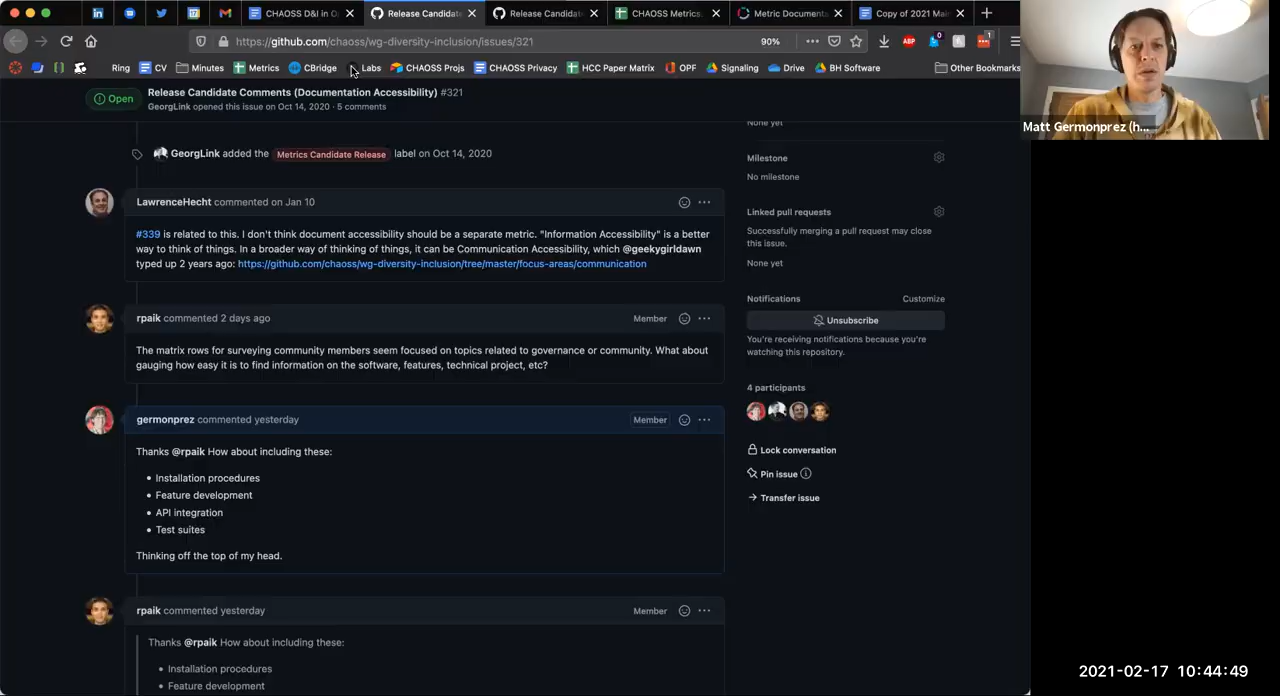 CHAOSS D&I in O
Release Candidate
Release Candidat
CHAOSS Metrics
Metric Documenta
Copy of 2021 Mai
https://github.com/chaoss/wg-diversity-inclusion/issues/321
90%
ABP
0
1
Ring
CV
Minutes
Metrics
CBridge
Labs
CHAOSS Projs
CHAOSS Privacy
HCC Paper Matrix
OPF
Signaling
Drive
BH Software
Other Bookmarks
Matt Germonprez (h...
Open
Release Candidate Comments (Documentation Accessibility) #321
GeorgLink opened this issue on Oct 14, 2020 · 5 comments
GeorgLink added the Metrics Candidate Release label on Oct 14, 2020
LawrenceHecht commented on Jan 10
#339 is related to this. I don't think document accessibility should be a separate metric. "Information Accessibility" is a better
way to think of things. In a broader way of thinking of things, it can be Communication Accessibility, which @geekygirldawn
typed up 2 years ago: https://github.com/chaoss/wg-diversity-inclusion/tree/master/focus-areas/communication
rpaik commented 2 days ago
Member
The matrix rows for surveying community members seem focused on topics related to governance or community. What about
gauging how easy it is to find information on the software, features, technical project, etc?
germonprez commented yesterday
Member
Thanks @rpaik How about including these:
• Installation procedures
• Feature development
• API integration
• Test suites
Thinking off the top of my head.
rpaik commented yesterday
Member
Thanks @rpaik How about including these:
• Installation procedures
• Feature development
None yet
Milestone
No milestone
Linked pull requests
Successfully merging a pull request may close
this issue.
None yet
Notifications
Customize
Unsubscribe
You're receiving notifications because you're
watching this repository.
4 participants
Lock conversation
Pin issue
Transfer issue
2021-02-17 10:44:49